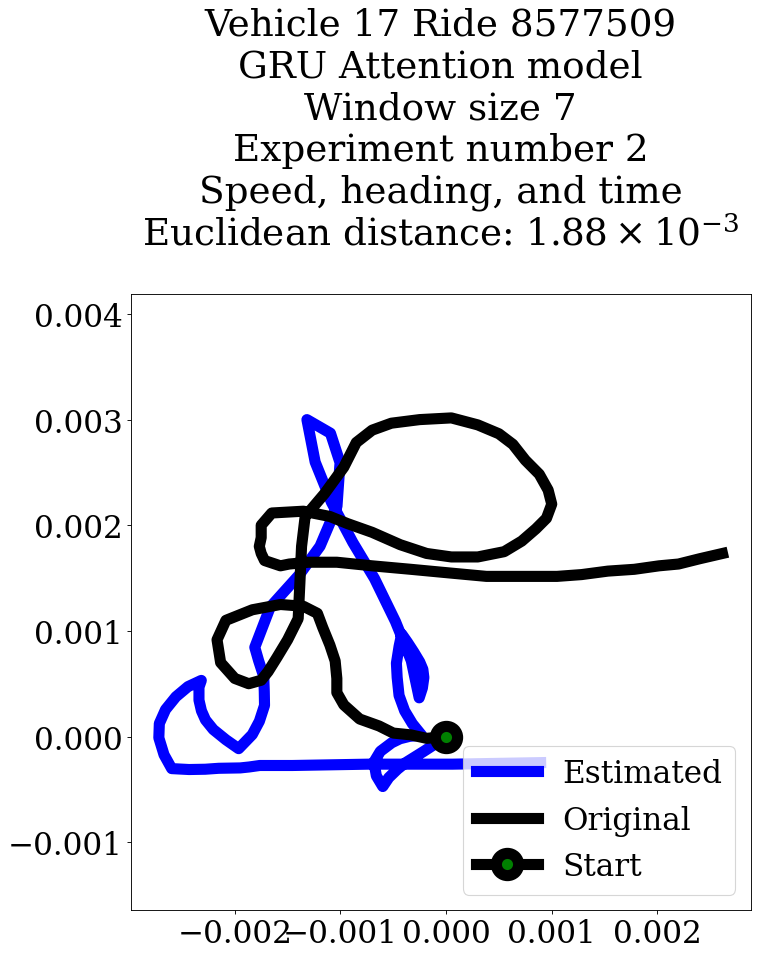 Vehicle 17 Ride 8577509
GRU Attention model
Window size 7
Experiment number 2
Speed, heading, and time
Euclidean distance: 1.88 × 10⁻³
0.004
0.003
0.002
0.001
0.000
−0.001
−0.002 −0.001 0.000 0.001 0.002
Estimated
Original
Start